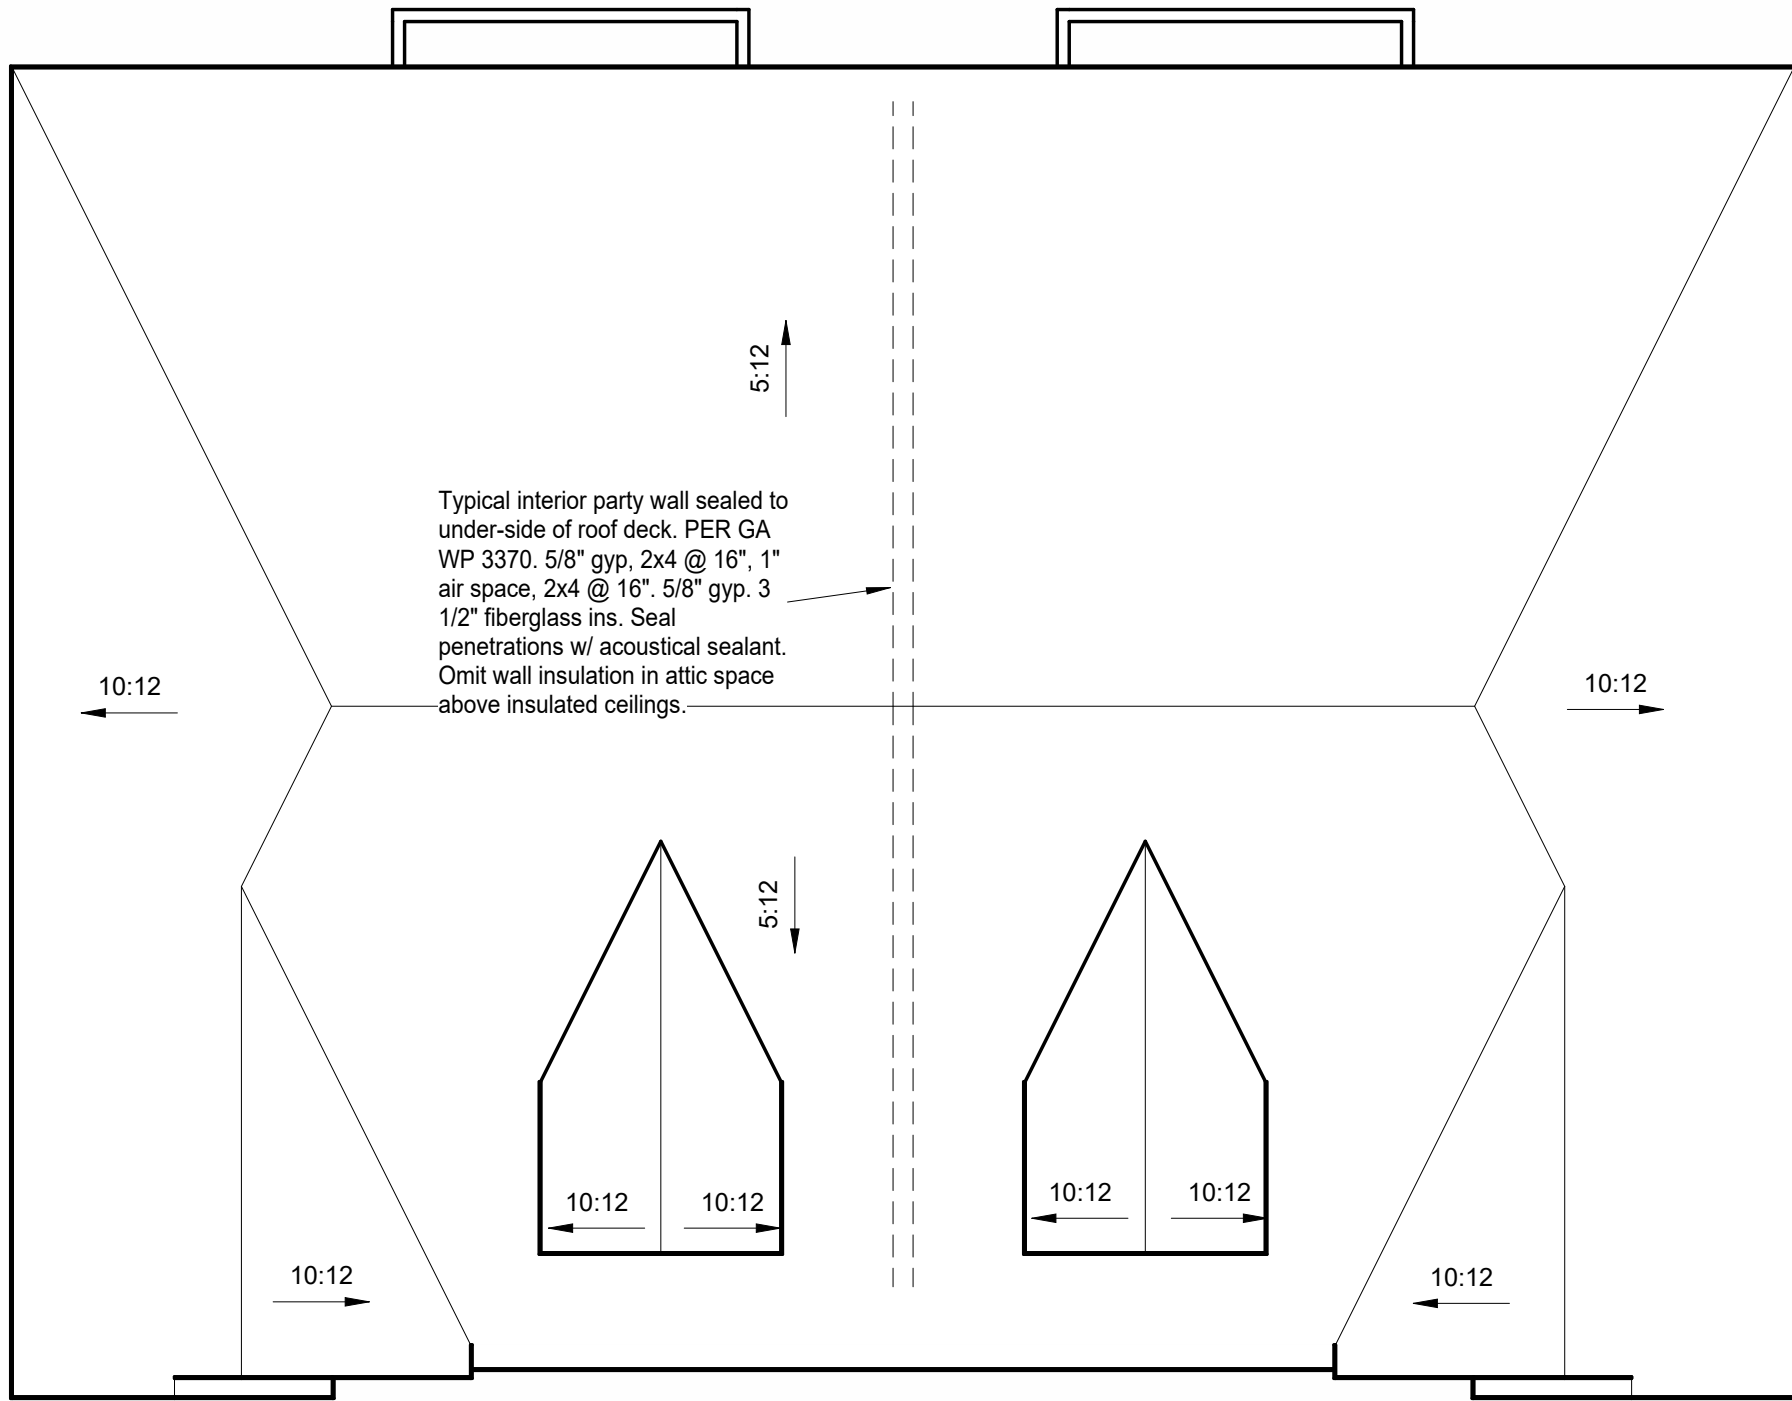 5:12
Typical interior party wall sealed to
under-side of roof deck. PER GA
WP 3370. 5/8" gyp, 2x4 @ 16", 1"
air space, 2x4 @ 16". 5/8" gyp. 3
1/2" fiberglass ins. Seal
penetrations w/ acoustical sealant.
Omit wall insulation in attic space
above insulated ceilings.
10:12
10:12
5:12
10:12
10:12
10:12
10:12
10:12
10:12